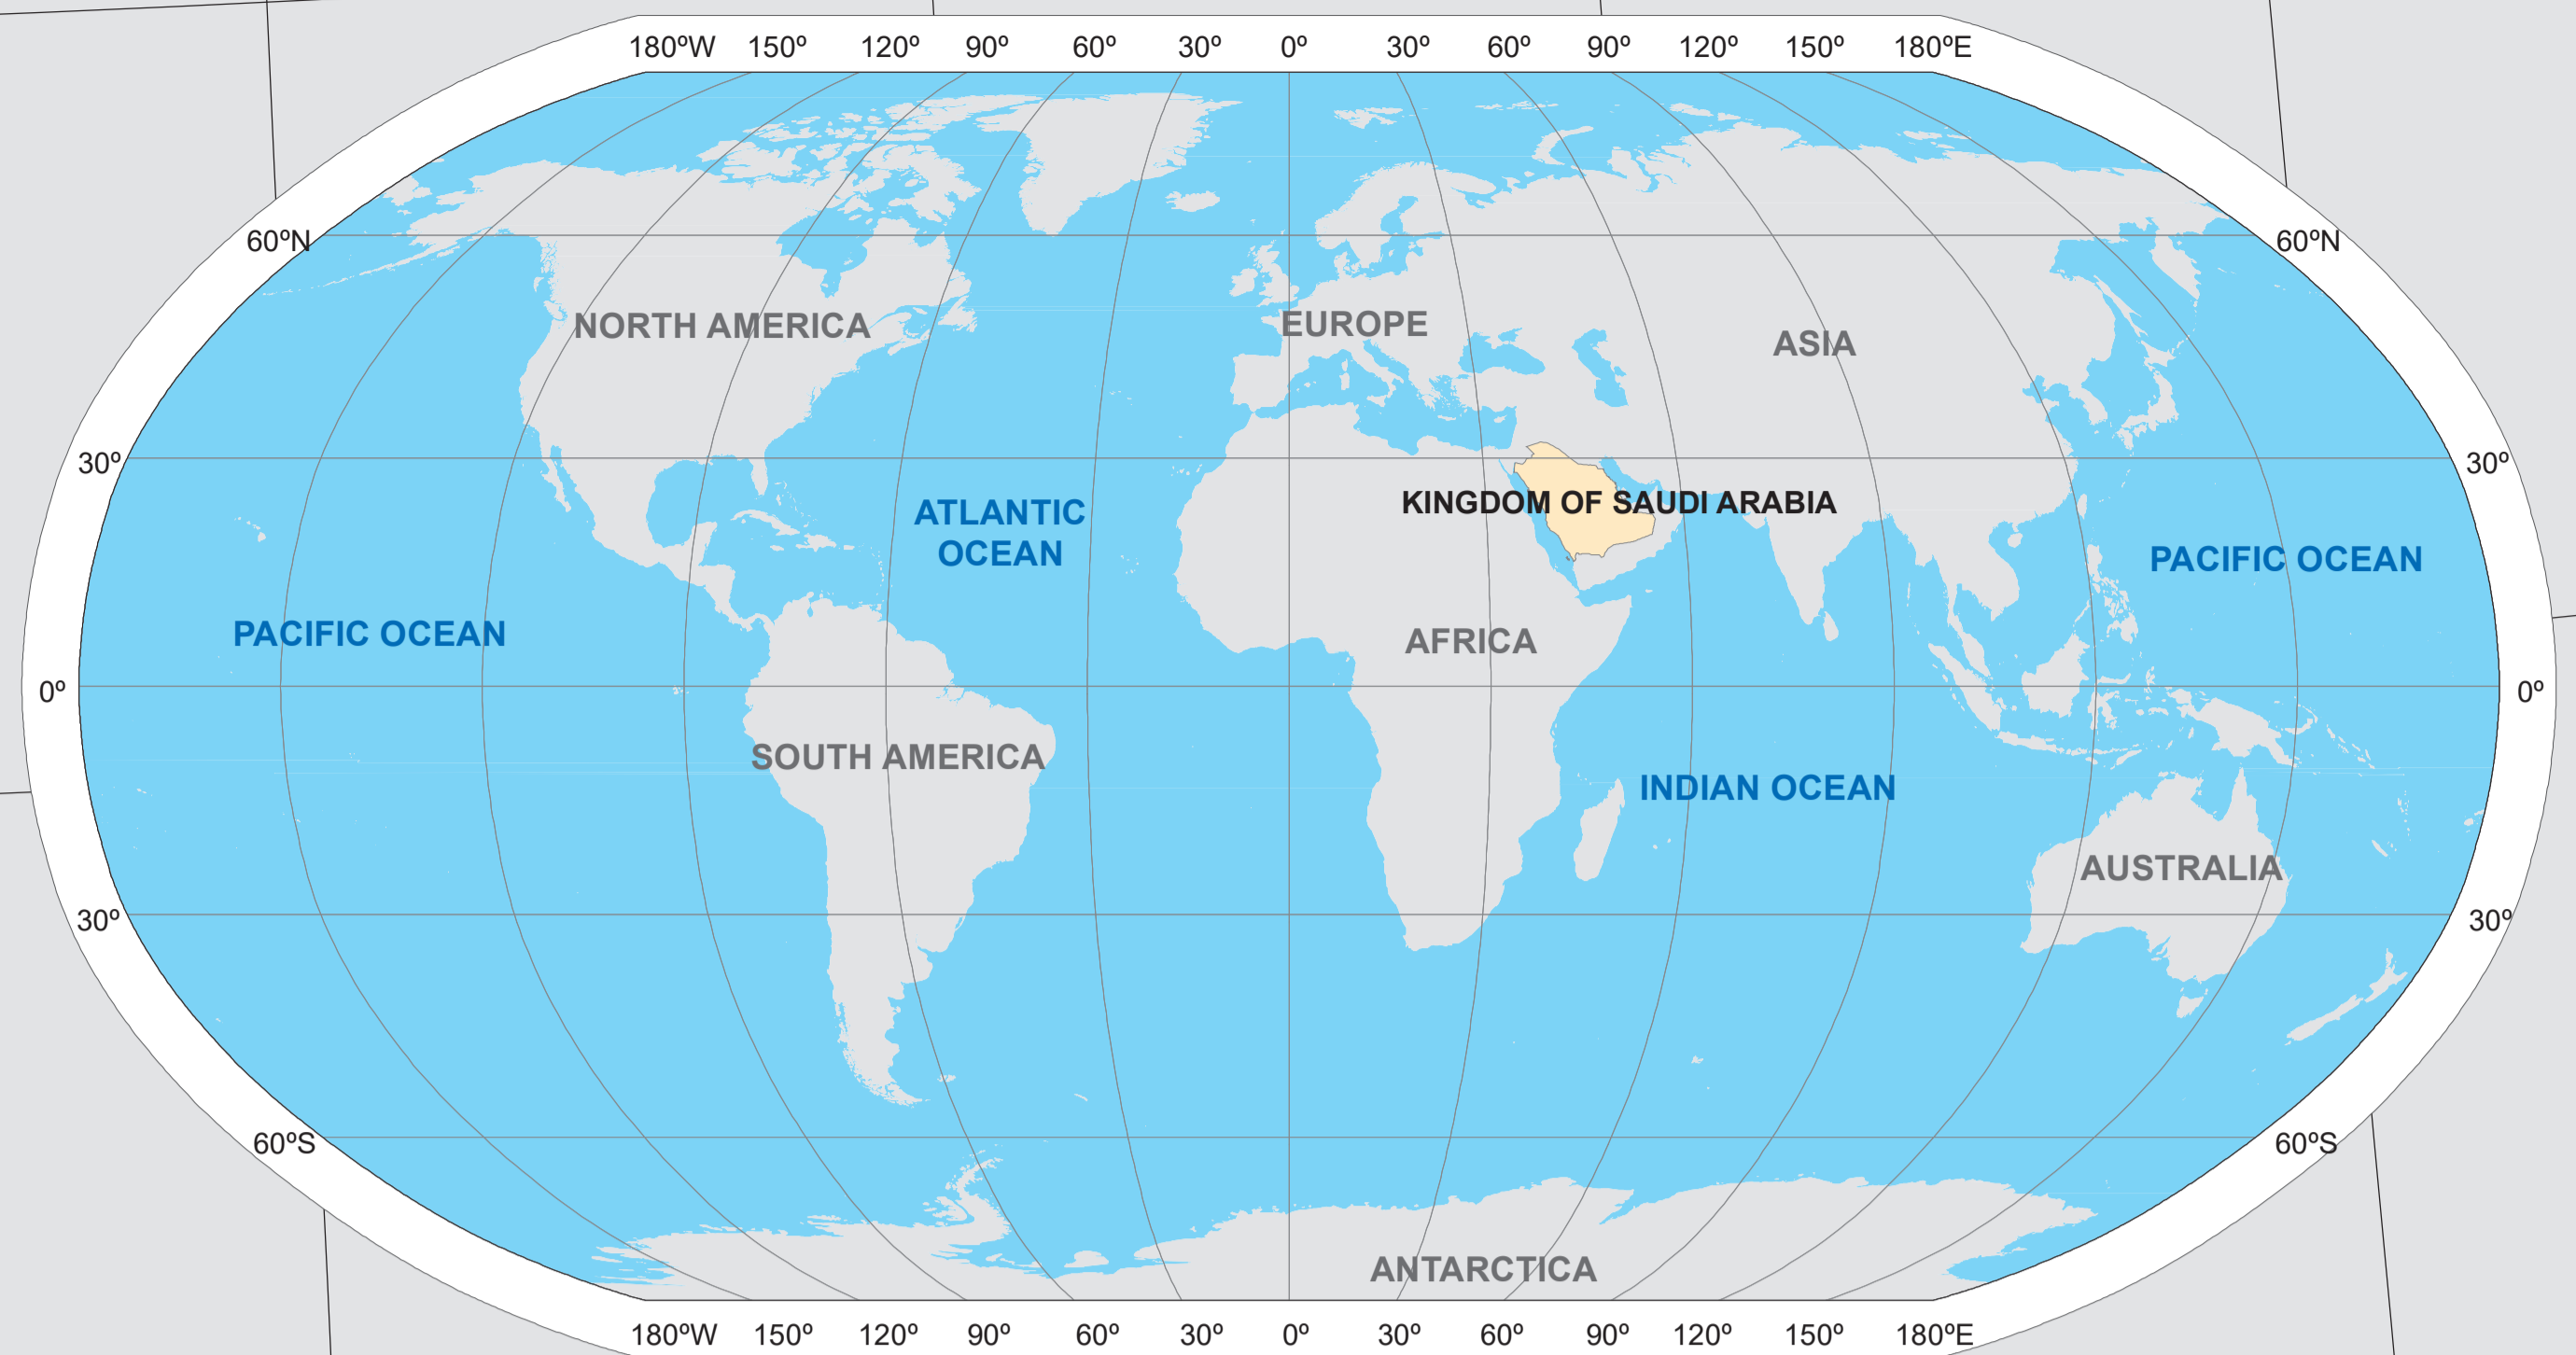 180ºW 150º 120º 90º 60º 30º 0º 30º 60º 90º 120º 150º 180ºE
60ºN 60ºN
NORTH AMERICA EUROPE ASIA
30º 30º
KINGDOM OF SAUDI ARABIA
ATLANTIC
OCEAN
PACIFIC OCEAN
PACIFIC OCEAN
AFRICA
0º 0º
SOUTH AMERICA
INDIAN OCEAN
AUSTRALIA
30º 30º
60ºS 60ºS
ANTARCTICA
180ºW 150º 120º 90º 60º 30º 0º 30º 60º 90º 120º 150º 180ºE